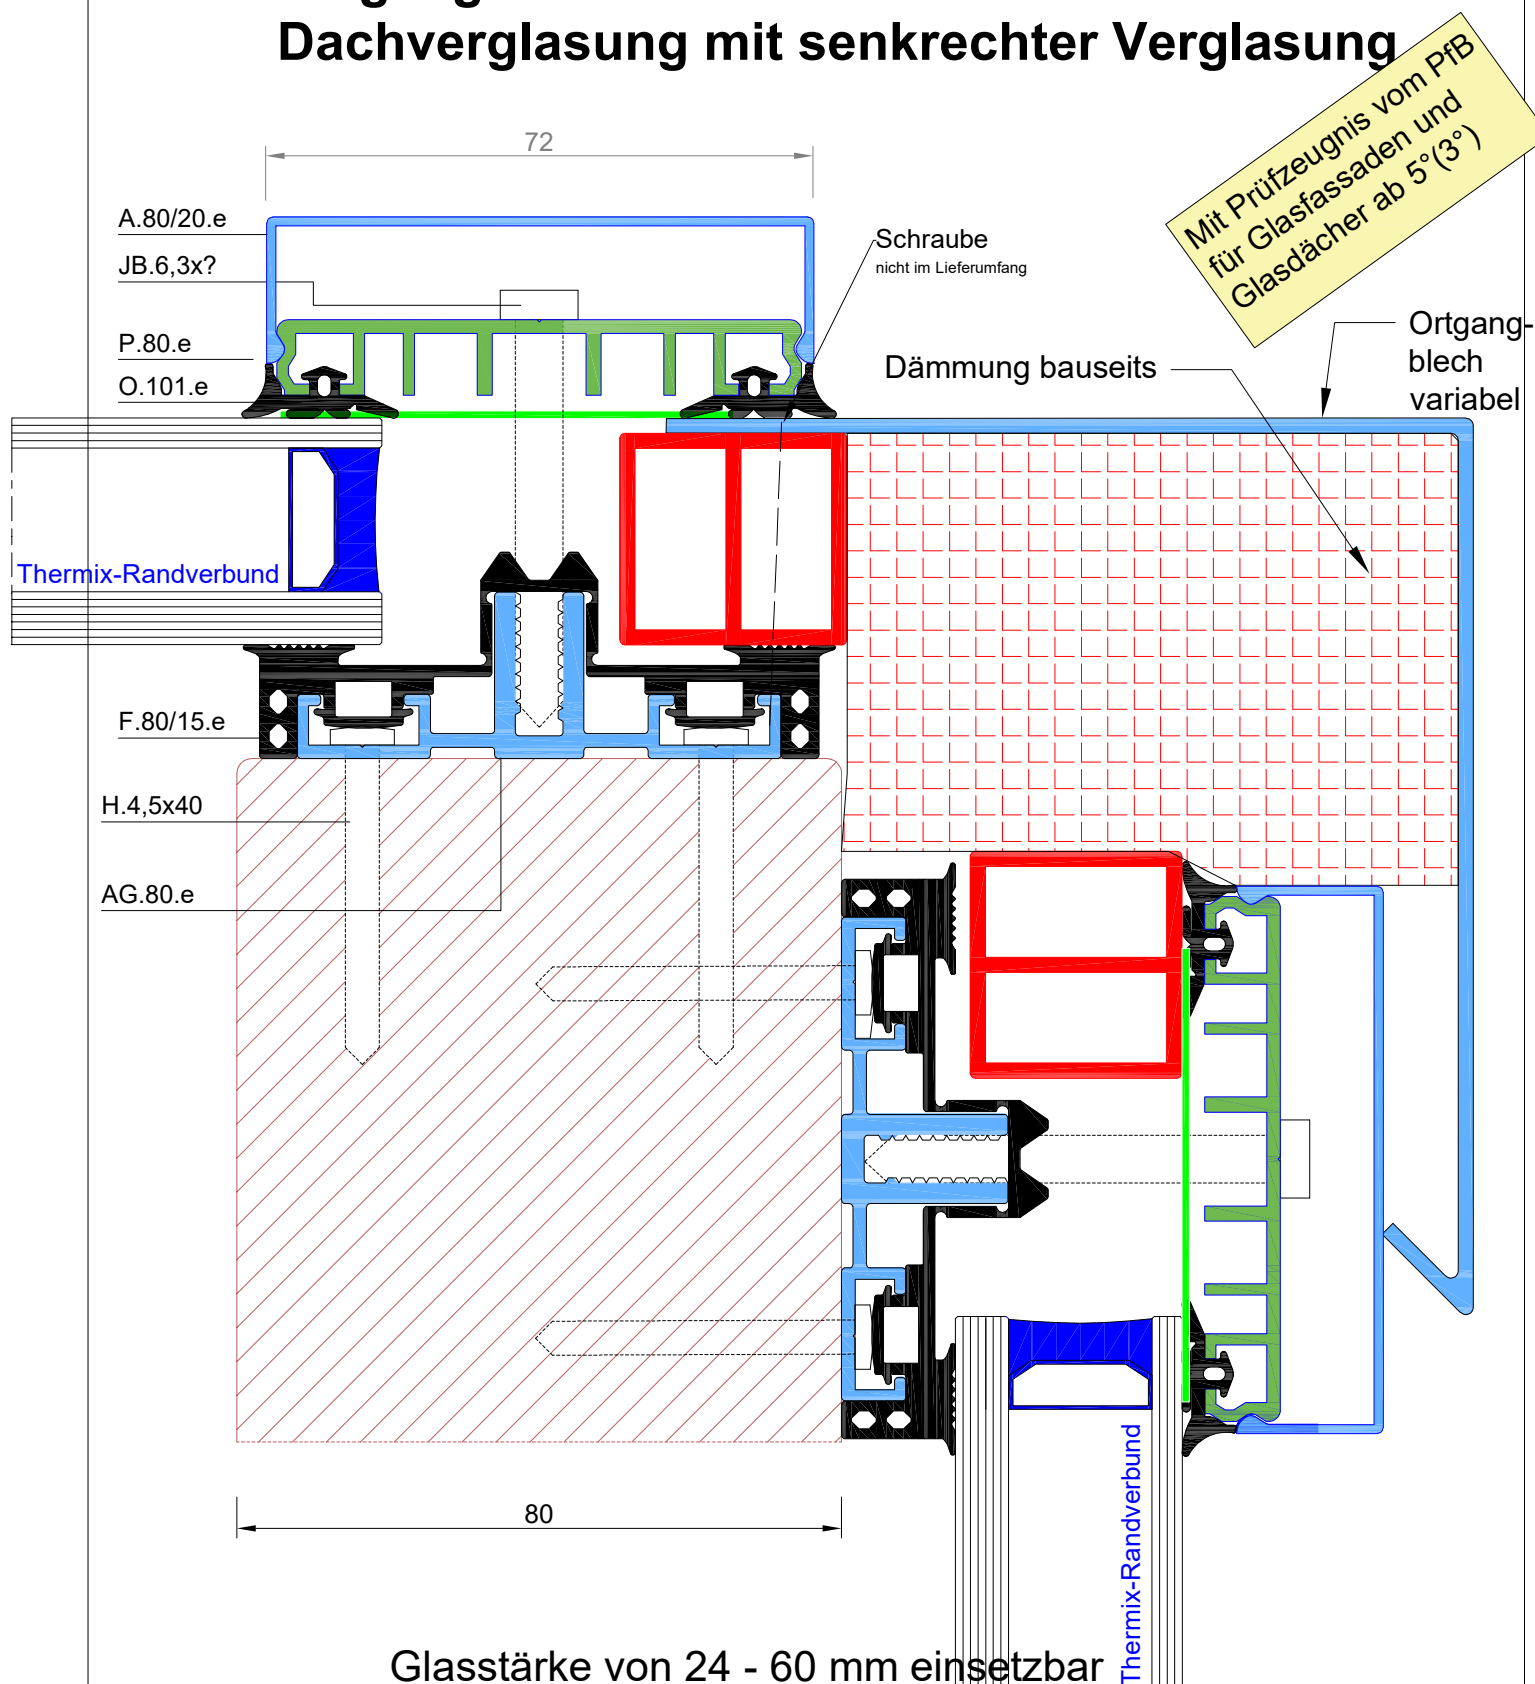 Dachverglasung mit senkrechter Verglasung
Mit Prüfzeugnis vom PfB
für Glasfassaden und
Glasdächer ab 5°(3°)
72
A.80/20.e
JB.6,3x?
P.80.e
O.101.e
Schraube
nicht im Lieferumfang
Dämmung bauseits
Ortgang-
blech
variabel
Thermix-Randverbund
F.80/15.e
H.4,5x40
AG.80.e
80
Thermix-Randverbund
Glasstärke von 24 - 60 mm einsetzbar